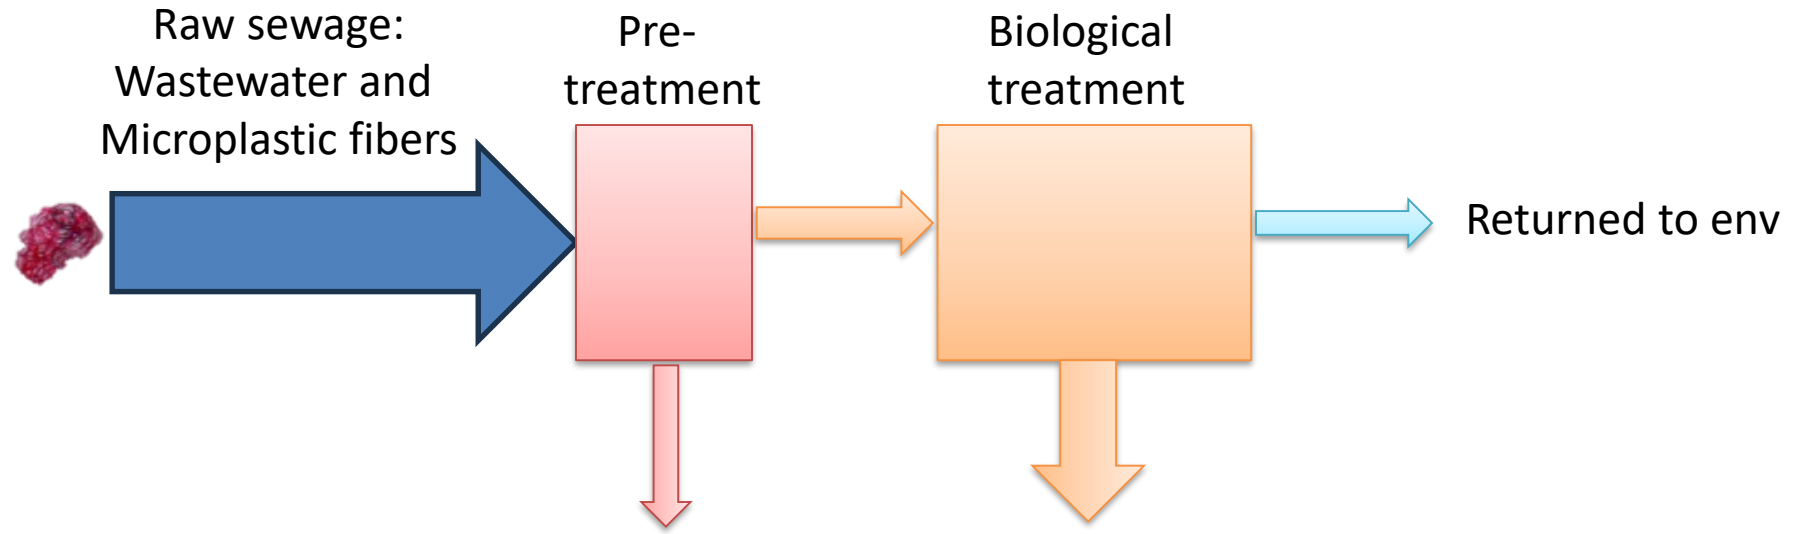 Raw sewage:
Wastewater and
Microplastic fibers
Pre-
treatment
Biological
treatment
Returned to env